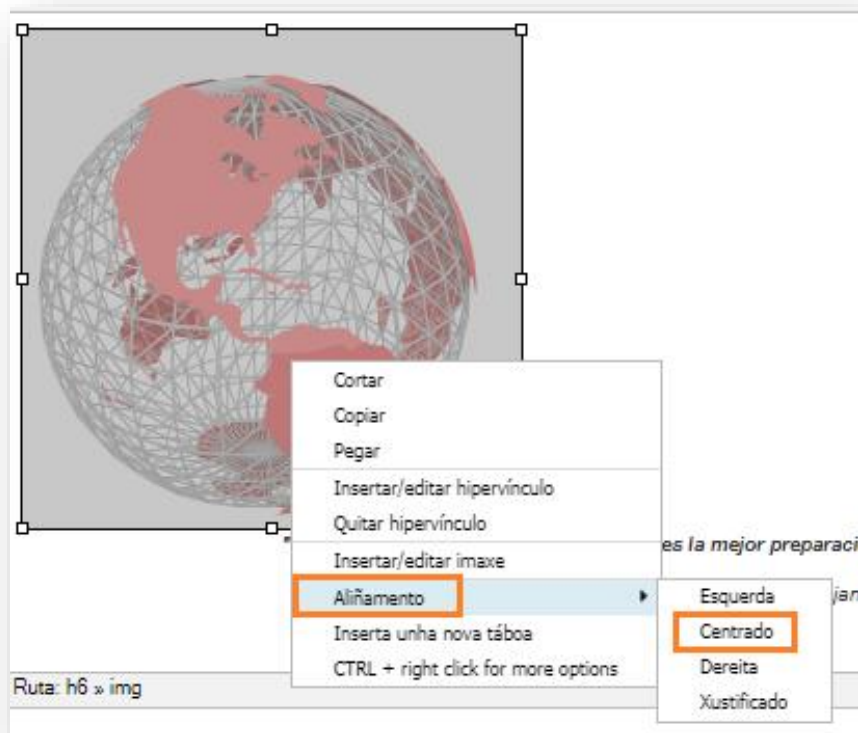 Cortar
Copiar
Pegar
Insertar/editar hipervínculo
Quitar hipervínculo
es la mejor preparaci
Insertar/editar imaxe
Aliñamento
Esquerda
jan
Inserta unha nova táboa
Centrado
CTRL + right click for more options
Dereita
Xustificado
Ruta: h6 » img